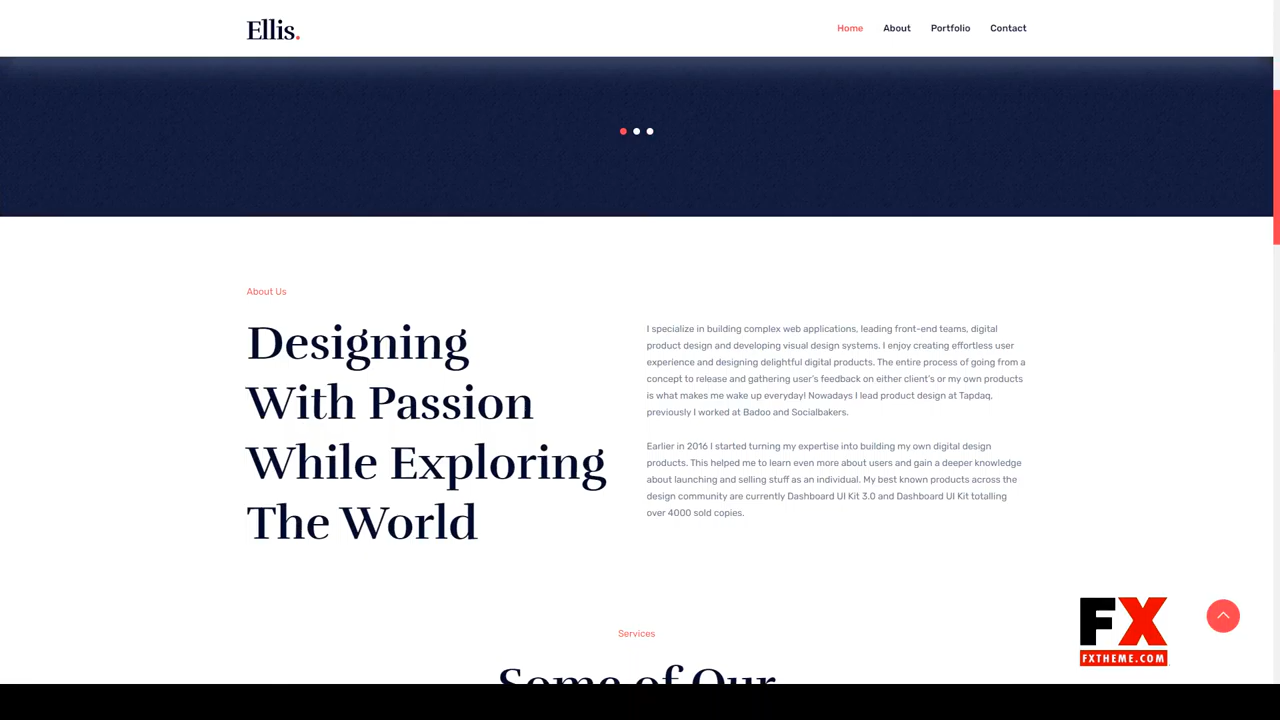 Ellis.
Home About Portfolio Contact
About Us
Designing
With Passion
While Exploring
The World
I specialize in building complex web applications, leading front-end teams, digital
product design and developing visual design systems. I enjoy creating effortless user
experience and designing delightful digital products. The entire process of going from a
concept to release and gathering user's feedback on either client's or my own products
is what makes me wake up everyday! Nowadays I lead product design at Tapdaq,
previously I worked at Badoo and Socialbakers.
Earlier in 2016 I started turning my expertise into building my own digital design
products. This helped me to learn even more about users and gain a deeper knowledge
about launching and selling stuff as an individual. My best known products across the
design community are currently Dashboard UI Kit 3.0 and Dashboard UI Kit totalling
over 4000 sold copies.
FX
FXTHEME.COM
Services
Some of Our